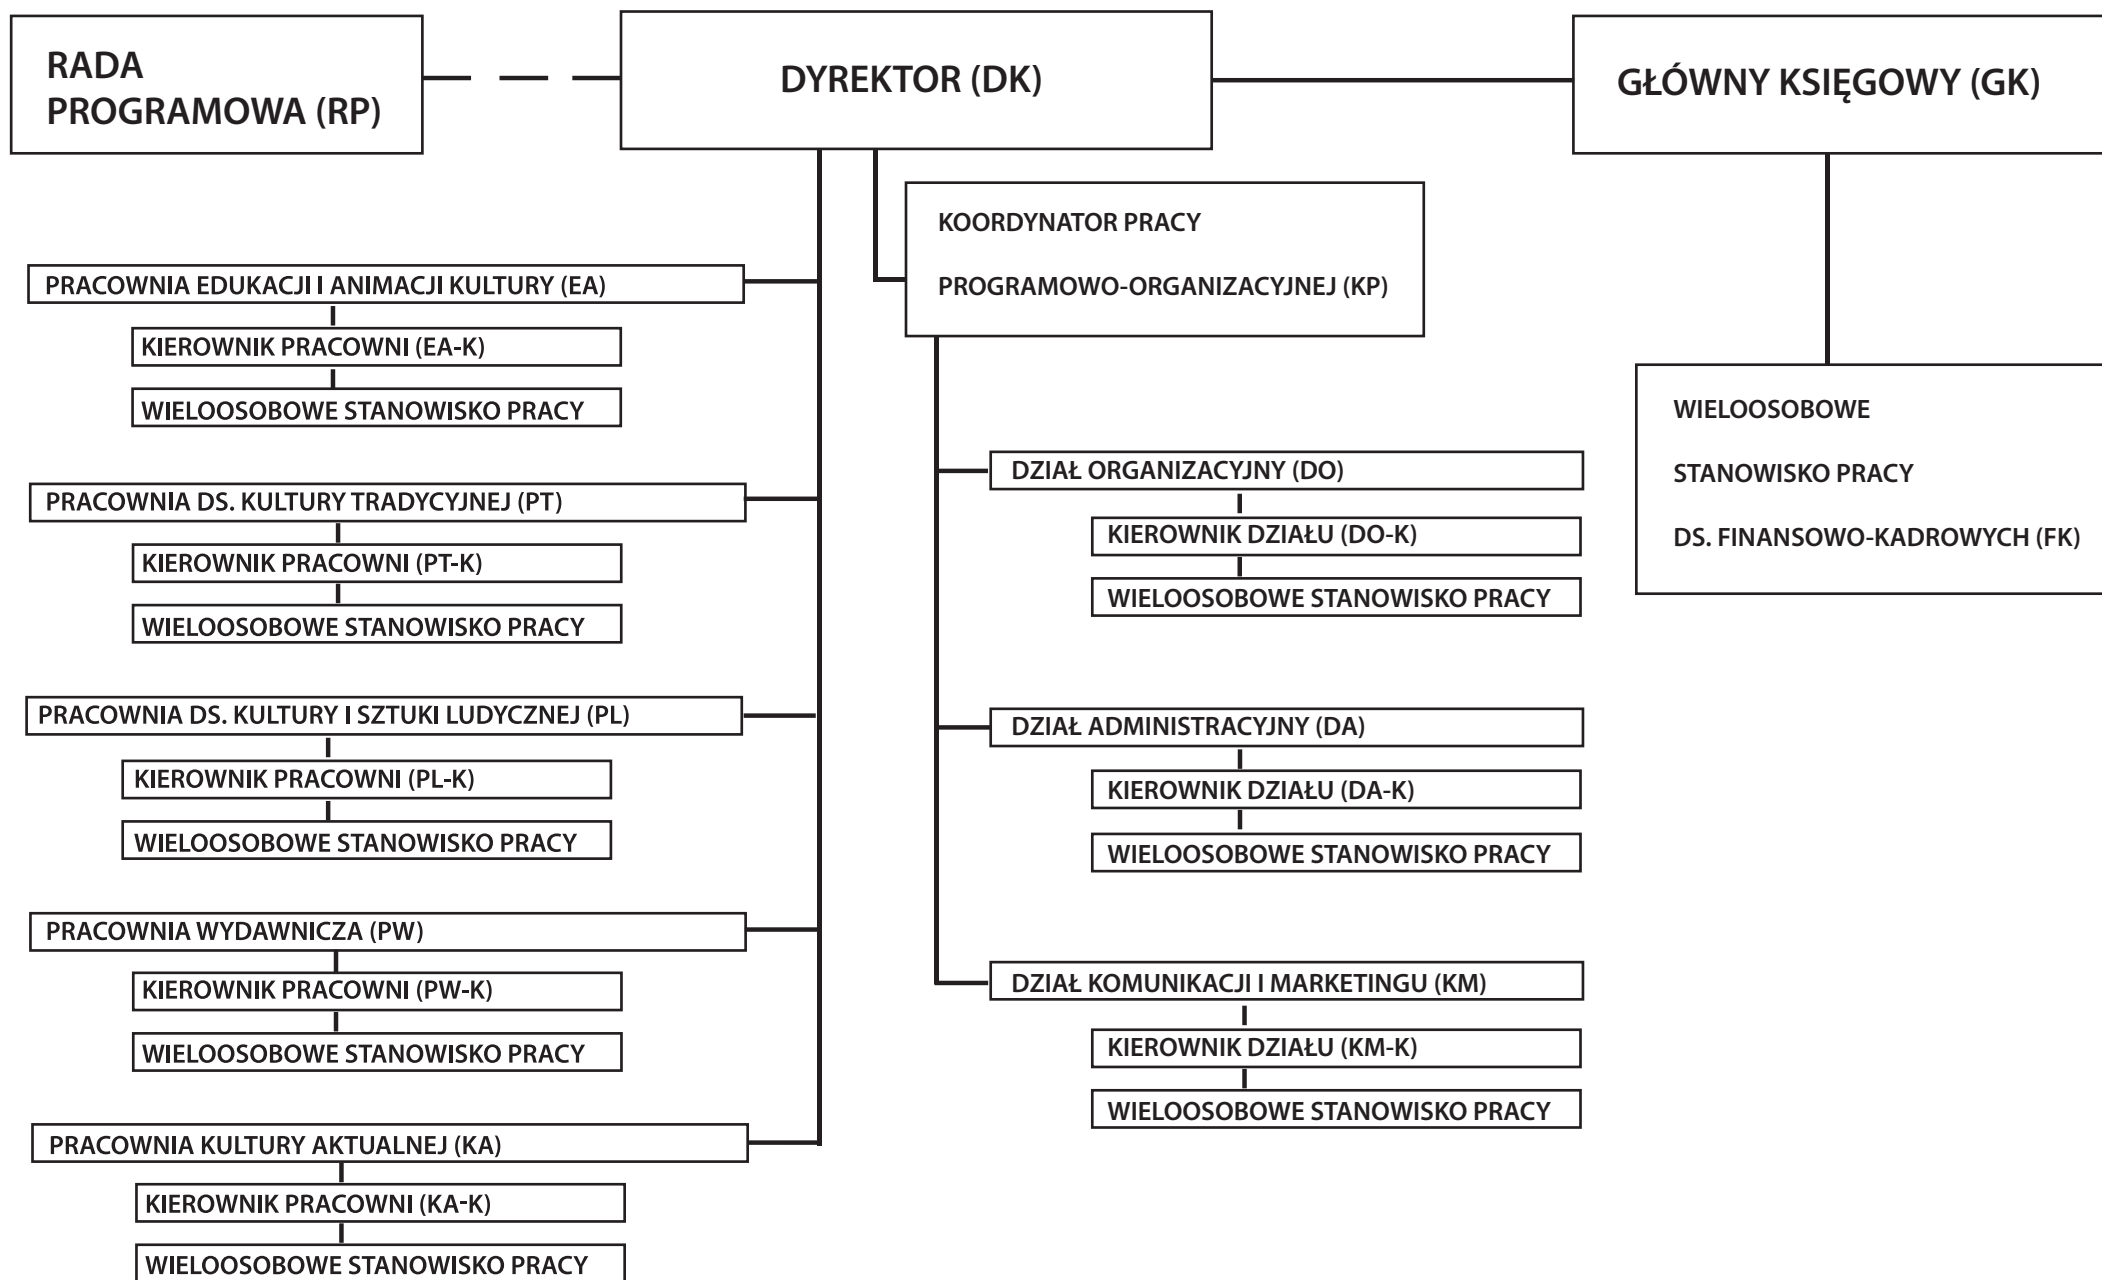 RADA
PROGRAMOWA (RP)
DYREKTOR (DK)
GŁÓWNY KSIĘGOWY (GK)
KOORDYNATOR PRACY
PROGRAMOWO-ORGANIZACYJNEJ (KP)
PRACOWNIA EDUKACJI I ANIMACJI KULTURY (EA)
KIEROWNIK PRACOWNI (EA-K)
WIELOOSOBOWE STANOWISKO PRACY
PRACOWNIA DS. KULTURY TRADYCYJNEJ (PT)
KIEROWNIK PRACOWNI (PT-K)
WIELOOSOBOWE STANOWISKO PRACY
PRACOWNIA DS. KULTURY I SZTUKI LUDYCZNEJ (PL)
KIEROWNIK PRACOWNI (PL-K)
WIELOOSOBOWE STANOWISKO PRACY
PRACOWNIA WYDAWNICZA (PW)
KIEROWNIK PRACOWNI (PW-K)
WIELOOSOBOWE STANOWISKO PRACY
PRACOWNIA KULTURY AKTUALNEJ (KA)
KIEROWNIK PRACOWNI (KA-K)
WIELOOSOBOWE STANOWISKO PRACY
DZIAŁ ORGANIZACYJNY (DO)
KIEROWNIK DZIAŁU (DO-K)
WIELOOSOBOWE STANOWISKO PRACY
DZIAŁ ADMINISTRACYJNY (DA)
KIEROWNIK DZIAŁU (DA-K)
WIELOOSOBOWE STANOWISKO PRACY
DZIAŁ KOMUNIKACJI I MARKETINGU (KM)
KIEROWNIK DZIAŁU (KM-K)
WIELOOSOBOWE STANOWISKO PRACY
WIELOOSOBOWE
STANOWISKO PRACY
DS. FINANSOWO-KADROWYCH (FK)